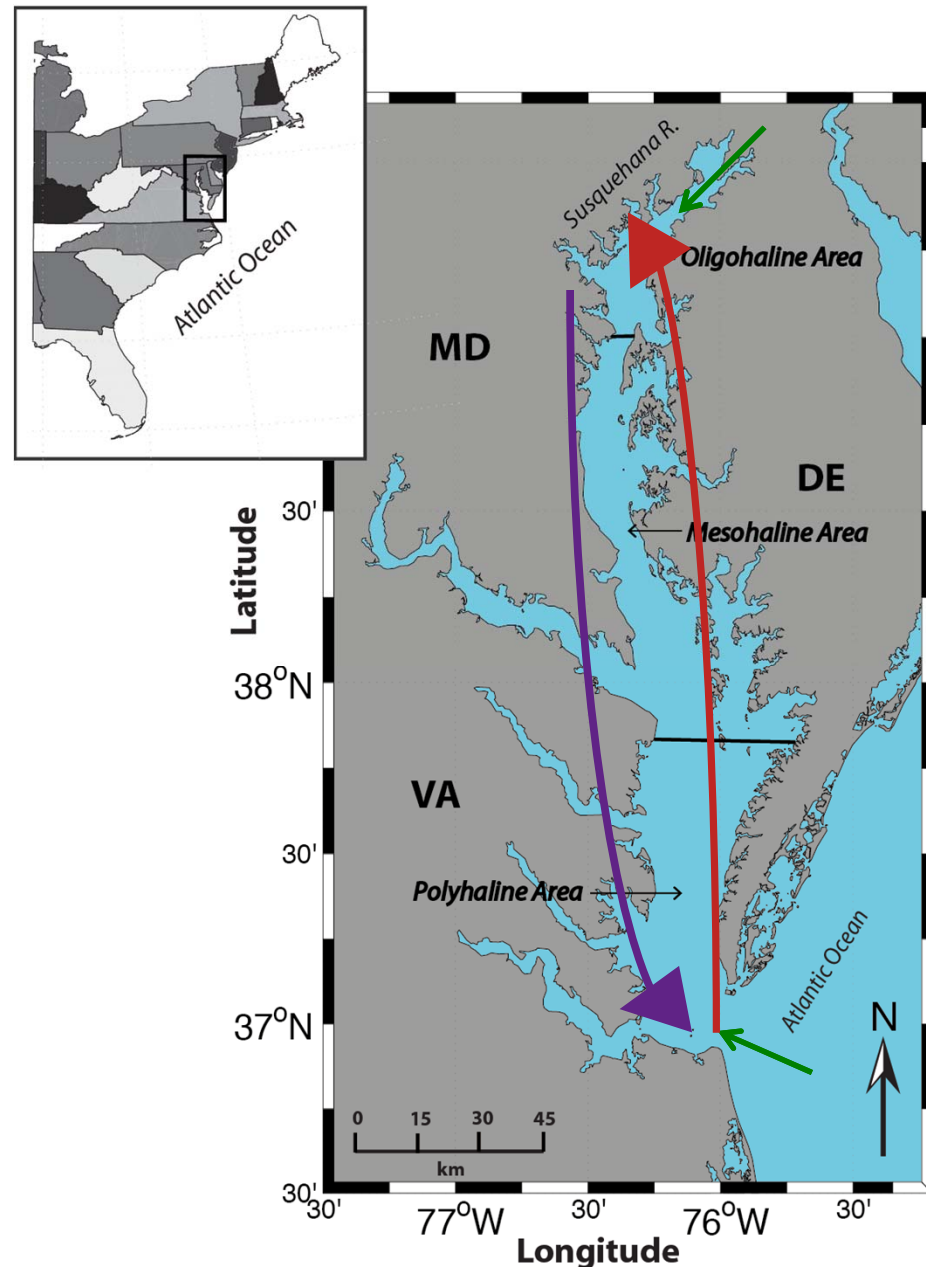 Atlantic Ocean
Susquehana R.
Oligohaline Area
MD
DE
30'
Mesohaline Area
Latitude
38°N
VA
30'
Polyhaline Area
Atlantic Ocean
37°N
N
0 15 30 45
km
30'
30' 77°W 30' 76°W 30'
Longitude